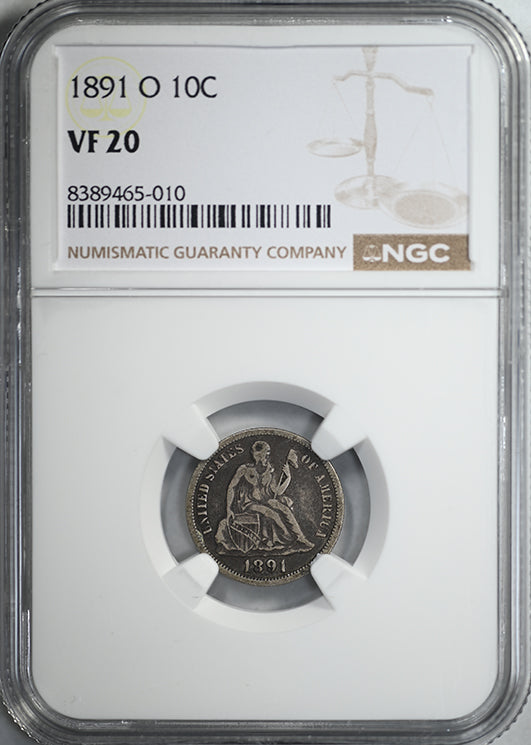 1891 O 10C
VF 20
8389465-010
NUMISMATIC GUARANTY COMPANY
NGC
UNITED STATES OF AMERICA
1891